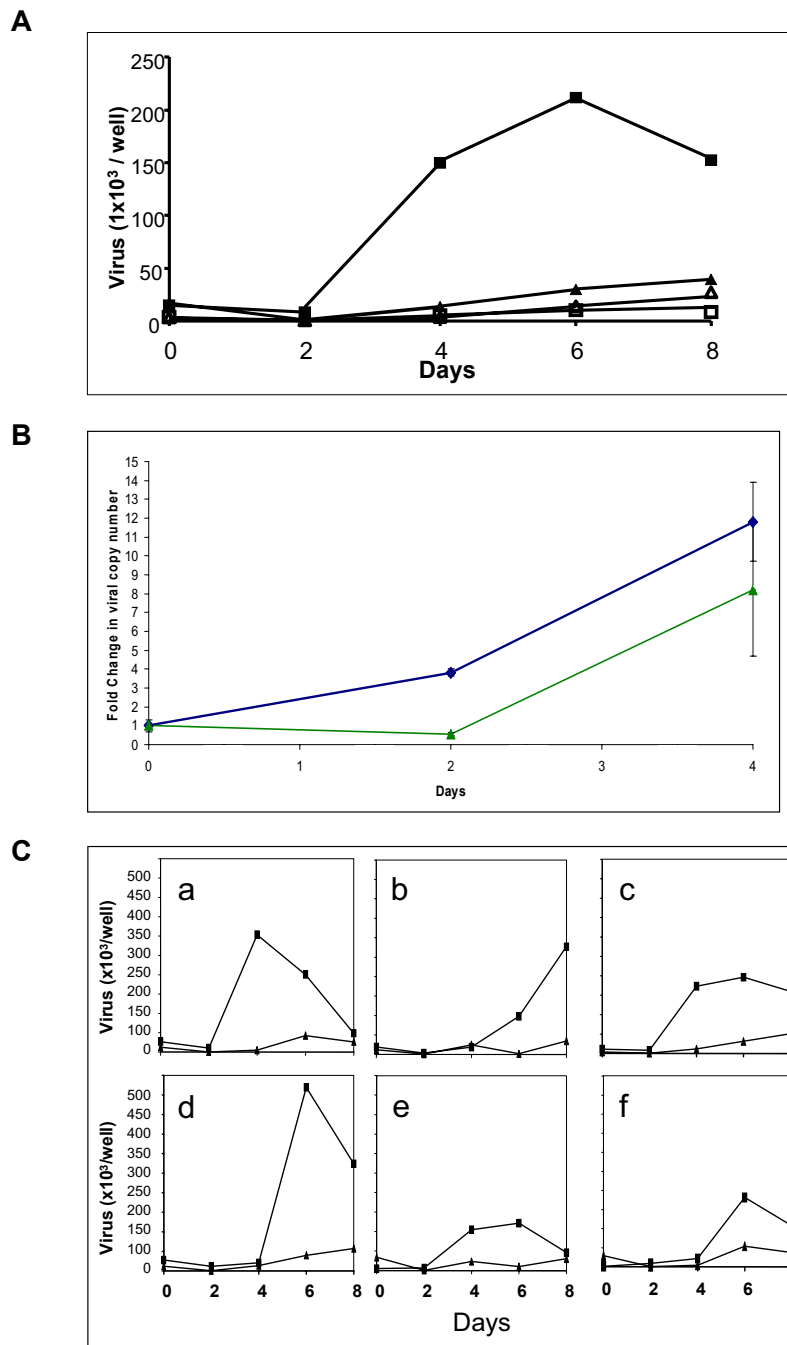 A
Virus (1x10³ / well)
250
200
150
100
50
0
0 2 4 6 8
Days
B
Fold Change in viral copy number
15
14
13
12
11
10
9
8
7
6
5
4
3
2
1
0
0 1 2 3 4
Days
C
Virus (x10³/well)
500
450
400
350
300
250
200
150
100
50
0
a
b
c
Virus (x10³/well)
500
450
400
350
300
250
200
150
100
50
0
d
e
f
0 2 4 6 8 0 2 4 6 8 0 2 4 6
Days